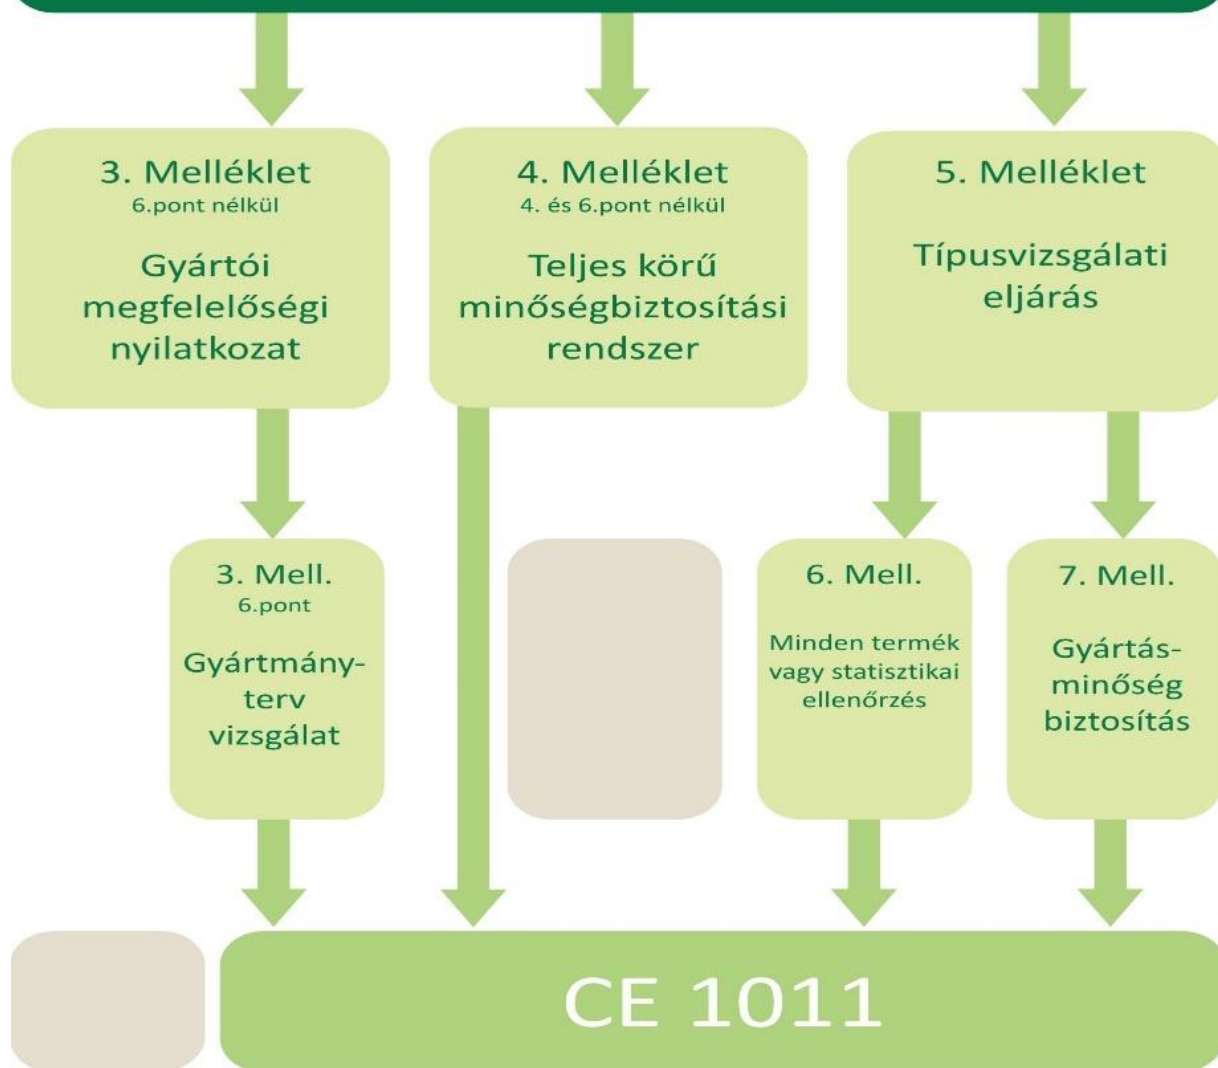 3. Melléklet
6.pont nélkül
Gyártói
megfelelőségi
nyilatkozat
4. Melléklet
4. és 6.pont nélkül
Teljes körű
minőségbiztosítási
rendszer
5. Melléklet
Típusvizsgálati
eljárás
3. Mell.
6.pont
Gyártmány-
terv
vizsgálat
6. Mell.
Minden termék
vagy statisztikai
ellenőrzés
7. Mell.
Gyártás-
minőség
biztosítás
CE 1011